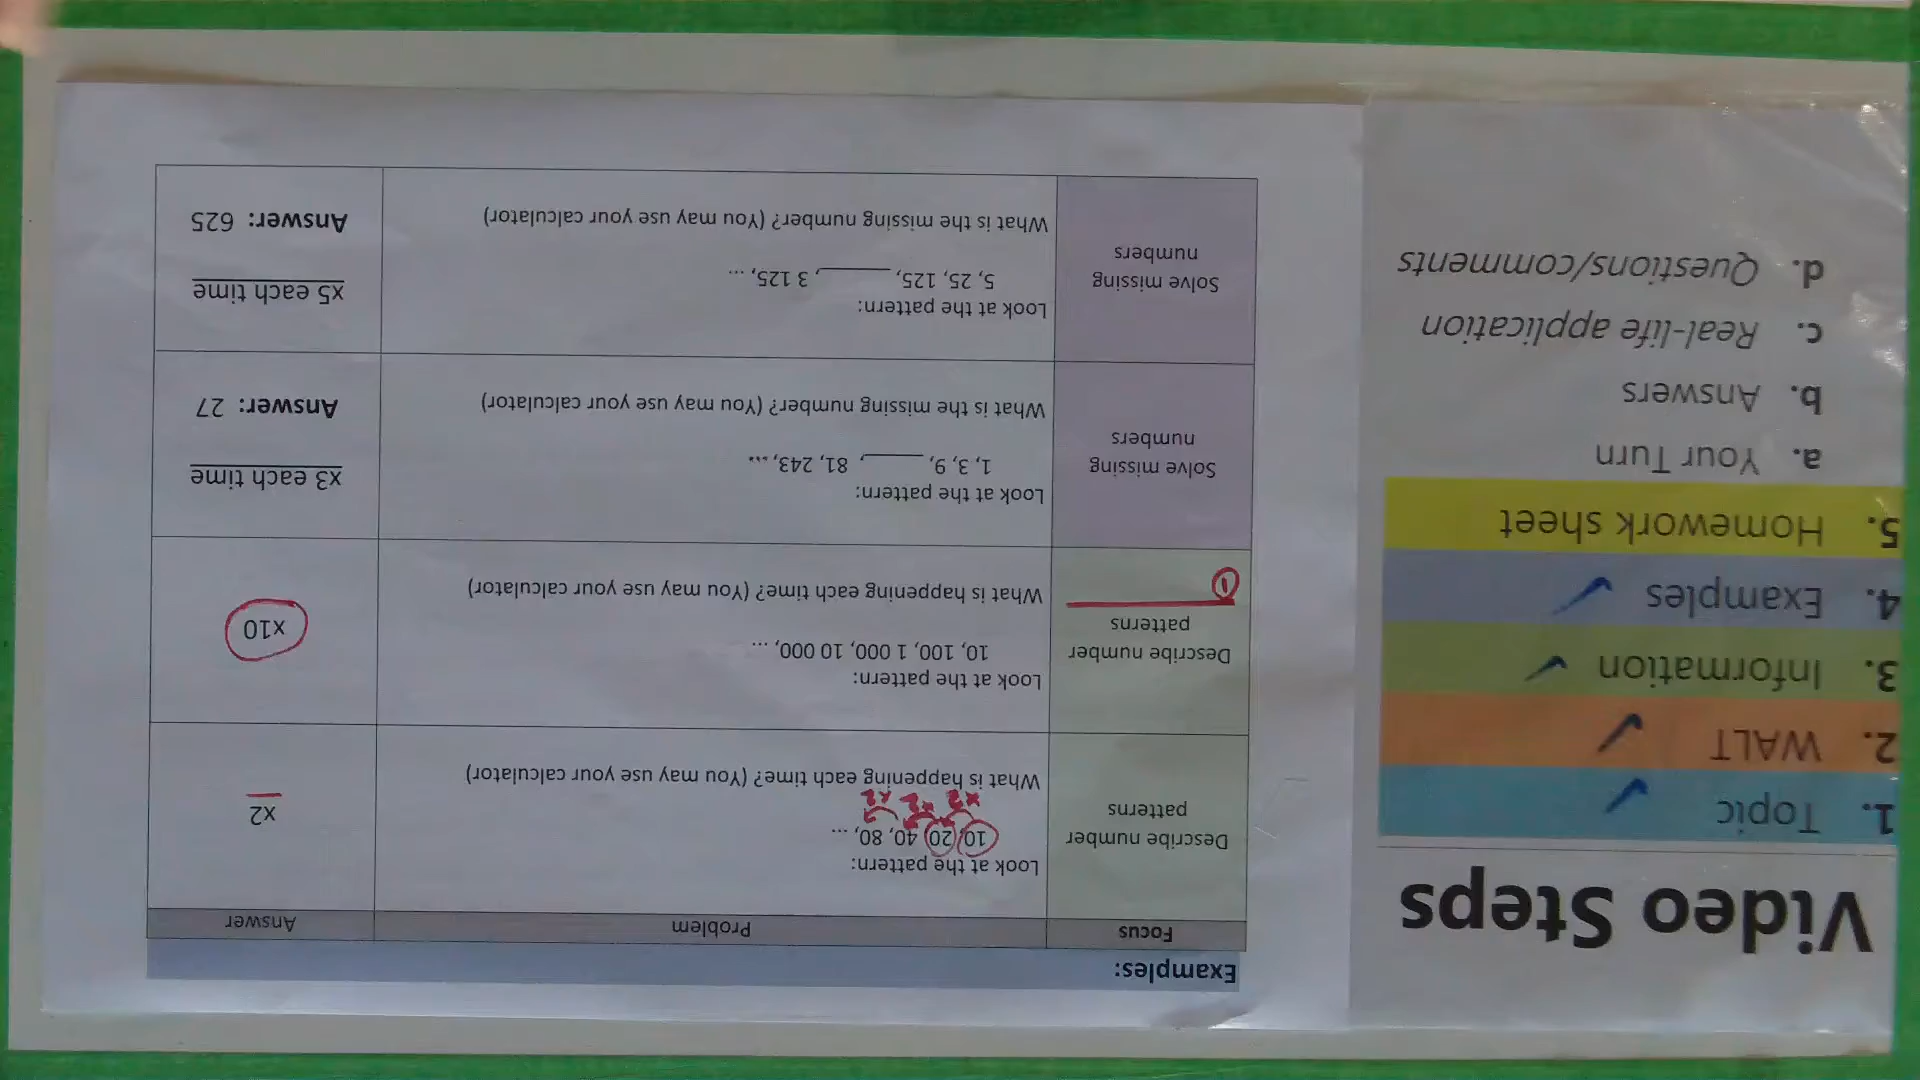 Video Steps
1. Topic ✓
2. WALT ✓
3. Information ✓
4. Examples ✓
5. Homework sheet
a. Your Turn
b. Answers
c. Real-life application
d. Questions/comments
Examples:
Focus Problem Answer
Describe number
patterns
Look at the pattern:
10, 20, 40, 80, ...
x2 x2 x2
What is happening each time? (You may use your calculator)
x2
Describe number
patterns
1
Look at the pattern:
10, 100, 1 000, 10 000, ...
What is happening each time? (You may use your calculator)
x10
Solve missing
numbers
Look at the pattern:
1, 3, 9, ______, 81, 243, ...
What is the missing number? (You may use your calculator)
x3 each time
Answer: 27
Solve missing
numbers
Look at the pattern:
5, 25, 125, _______, 3 125, ...
What is the missing number? (You may use your calculator)
x5 each time
Answer: 625